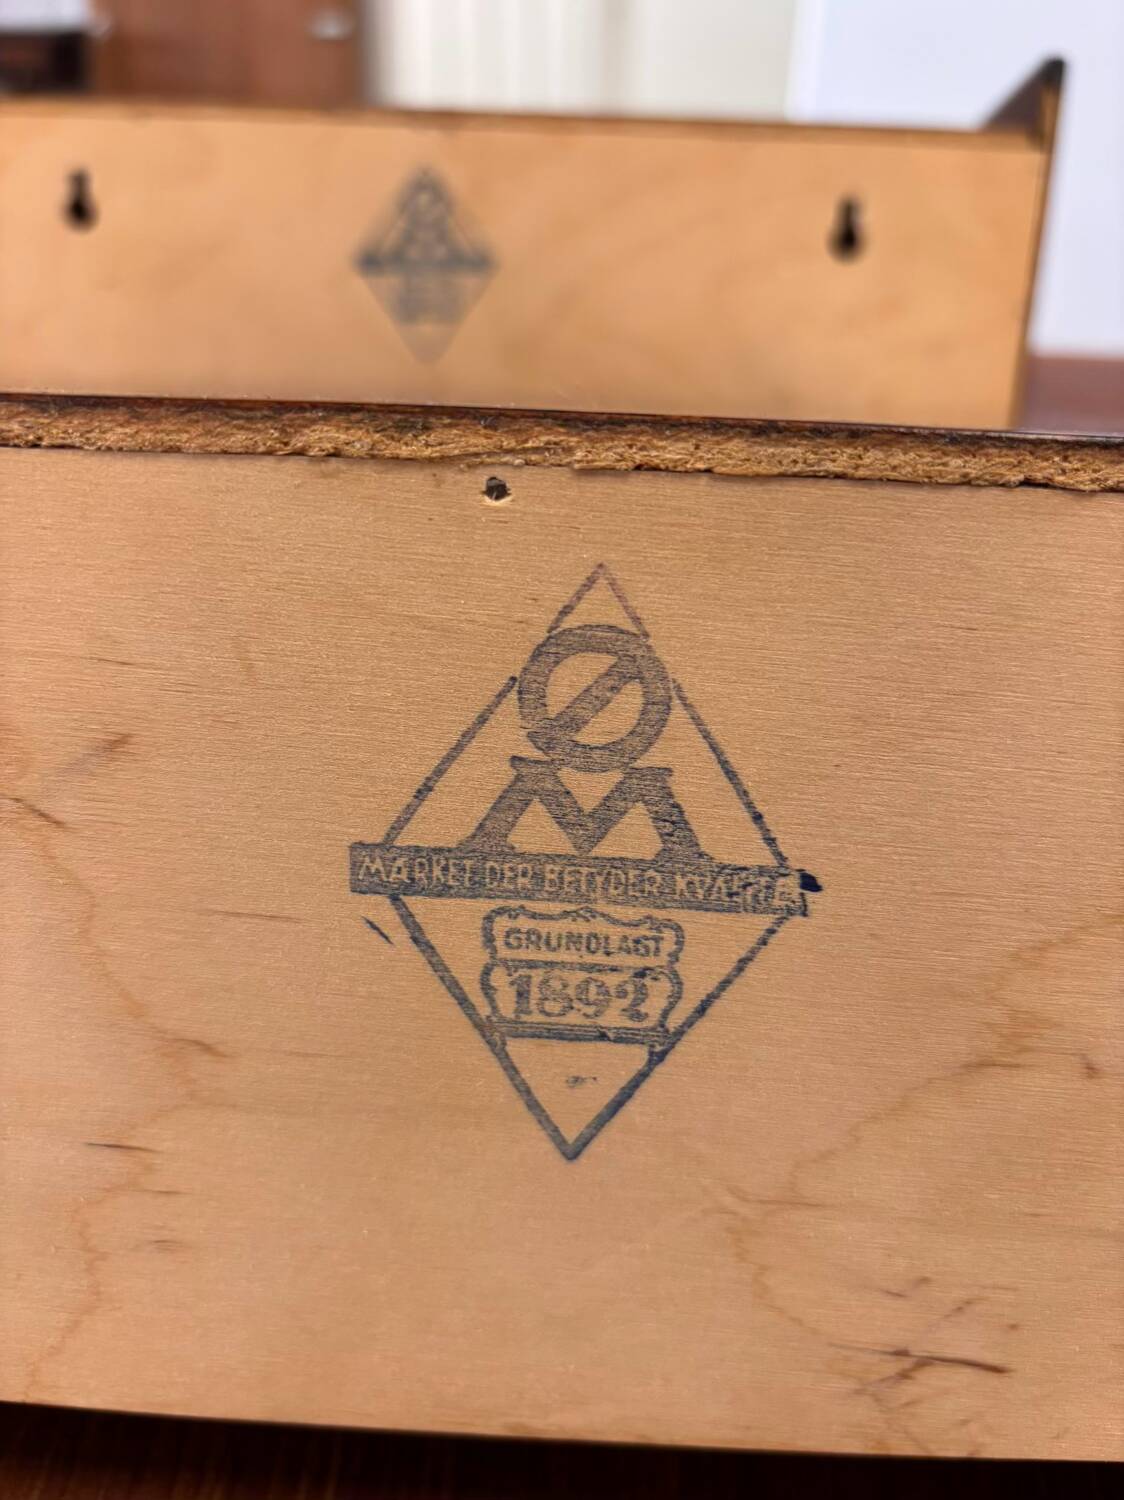 Ø
M
MÆRKET DER BETYDER KVALITET
GRUNDLAGT
1892